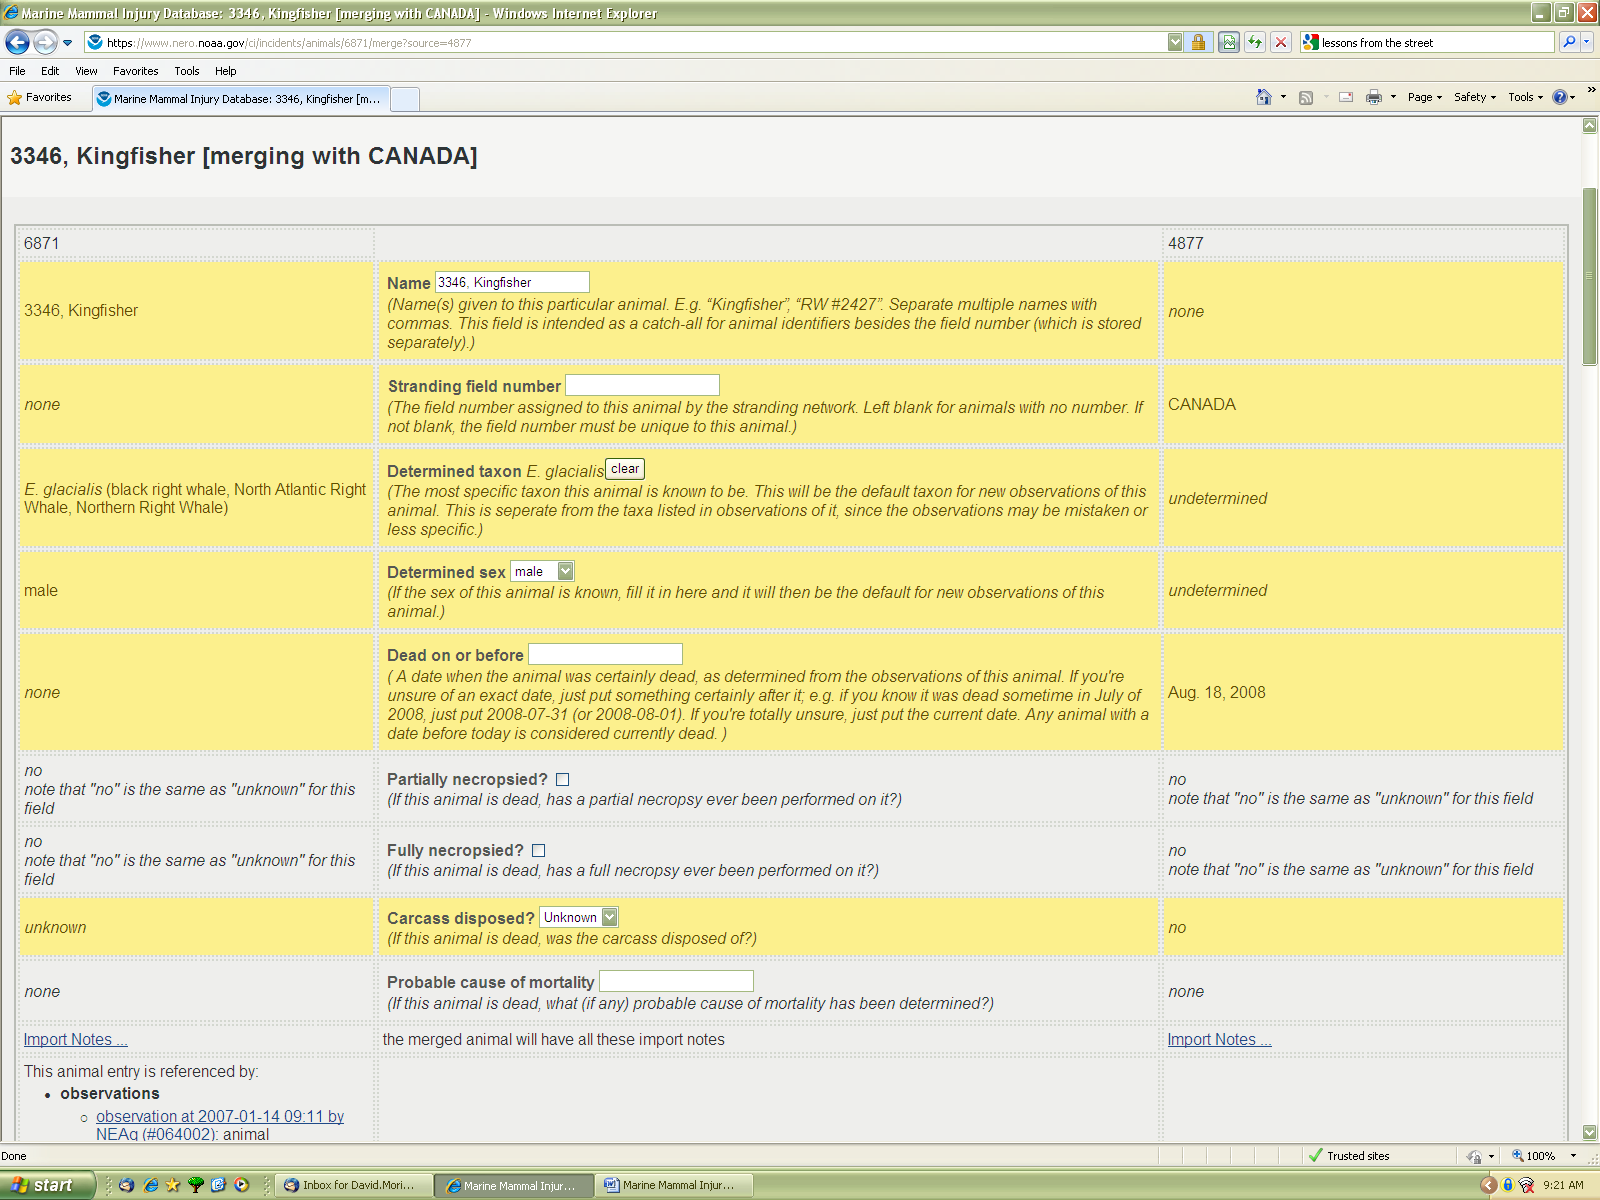 Marine Mammal Injury Database: 3346, Kingfisher [merging with CANADA] - Windows Internet Explorer
https://www.nero.noaa.gov/ci/incidents/animals/6871/merge?source=4877
lessons from the street
File Edit View Favorites Tools Help
Favorites
Marine Mammal Injury Database: 3346, Kingfisher [m...
Page Safety Tools
3346, Kingfisher [merging with CANADA]
6871
4877
3346, Kingfisher
Name 3346, Kingfisher
(Name(s) given to this particular animal. E.g. “Kingfisher”, “RW #2427”. Separate multiple names with
commas. This field is intended as a catch-all for animal identifiers besides the field number (which is stored
separately).)
none
none
Stranding field number
(The field number assigned to this animal by the stranding network. Left blank for animals with no number. If
not blank, the field number must be unique to this animal.)
CANADA
E. glacialis (black right whale, North Atlantic Right
Whale, Northern Right Whale)
Determined taxon E. glacialis clear
(The most specific taxon this animal is known to be. This will be the default taxon for new observations of this
animal. This is seperate from the taxa listed in observations of it, since the observations may be mistaken or
less specific.)
undetermined
male
Determined sex male
(If the sex of this animal is known, fill it in here and it will then be the default for new observations of this
animal.)
undetermined
none
Dead on or before
( A date when the animal was certainly dead, as determined from the observations of this animal. If you're
unsure of an exact date, just put something certainly after it; e.g. if you know it was dead sometime in July of
2008, just put 2008-07-31 (or 2008-08-01). If you're totally unsure, just put the current date. Any animal with a
date before today is considered currently dead. )
Aug. 18, 2008
no
note that "no" is the same as "unknown" for this
field
Partially necropsied?
(If this animal is dead, has a partial necropsy ever been performed on it?)
no
note that "no" is the same as "unknown" for this field
no
note that "no" is the same as "unknown" for this
field
Fully necropsied?
(If this animal is dead, has a full necropsy ever been performed on it?)
no
note that "no" is the same as "unknown" for this field
unknown
Carcass disposed? Unknown
(If this animal is dead, was the carcass disposed of?)
no
none
Probable cause of mortality
(If this animal is dead, what (if any) probable cause of mortality has been determined?)
none
Import Notes ...
the merged animal will have all these import notes
Import Notes ...
This animal entry is referenced by:
observations
observation at 2007-01-14 09:11 by
NEAq (#064002): animal
Done
Trusted sites
100%
start
Inbox for David.Mori...
Marine Mammal Injur...
Marine Mammal Injur...
9:21 AM